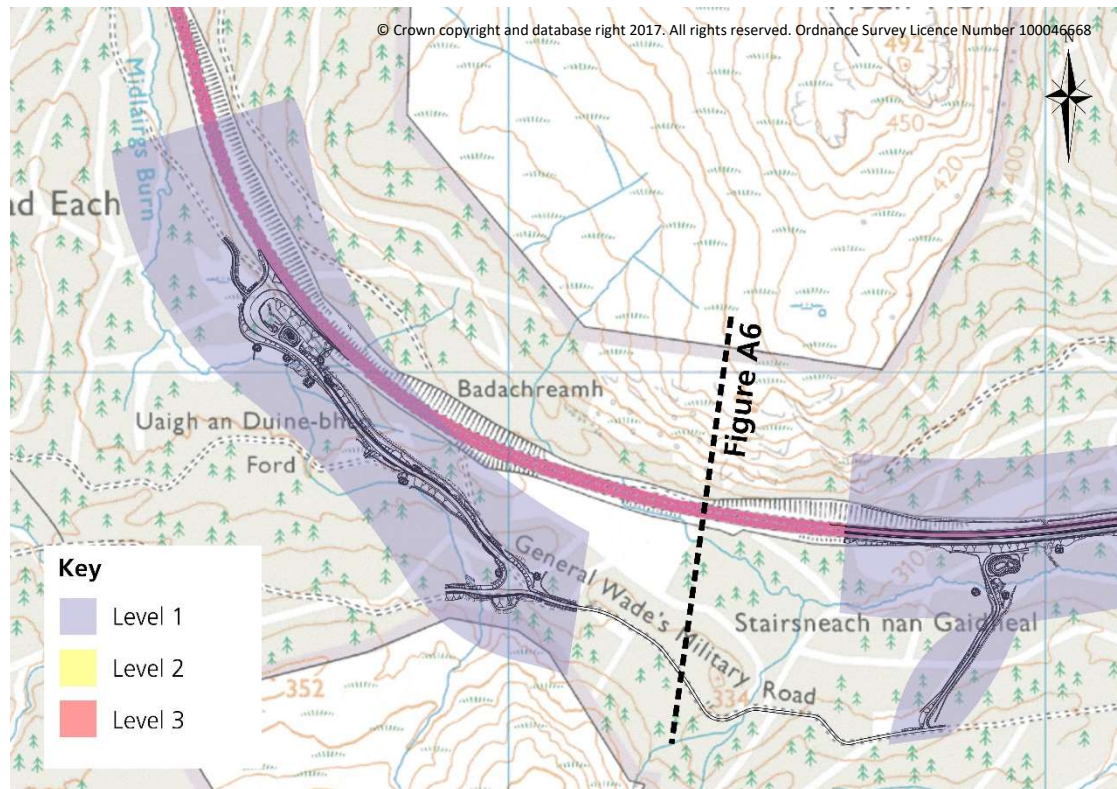 © Crown copyright and database right 2017. All rights reserved. Ordnance Survey Licence Number 100046668
N
492
450
420
400
Midlairgs Burn
ad Each
Badachreamh
Figure A6
Uaigh an Duine-bhe
Ford
310
General Wade's Military Road
Stairsneach nan Gaidheal
334
352
Key
Level 1
Level 2
Level 3